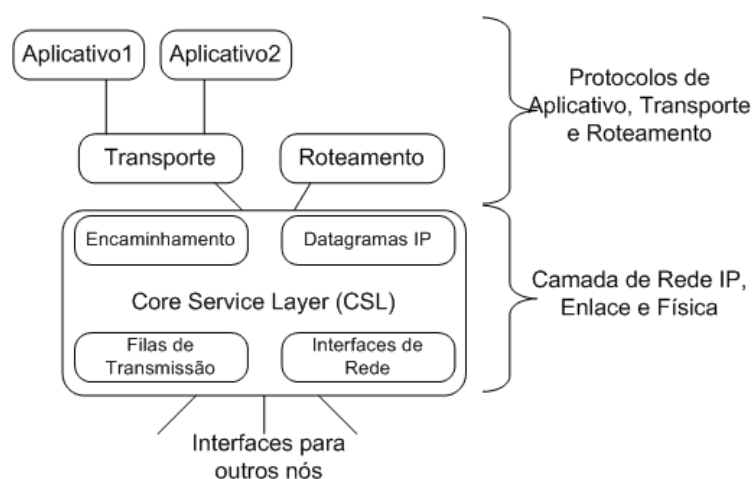 Aplicativo1
Aplicativo2
Protocolos de
Aplicativo, Transporte
e Roteamento
Transporte
Roteamento
Encaminhamento
Datagramas IP
Core Service Layer (CSL)
Camada de Rede IP,
Enlace e Física
Filas de
Transmissão
Interfaces de
Rede
Interfaces para
outros nós